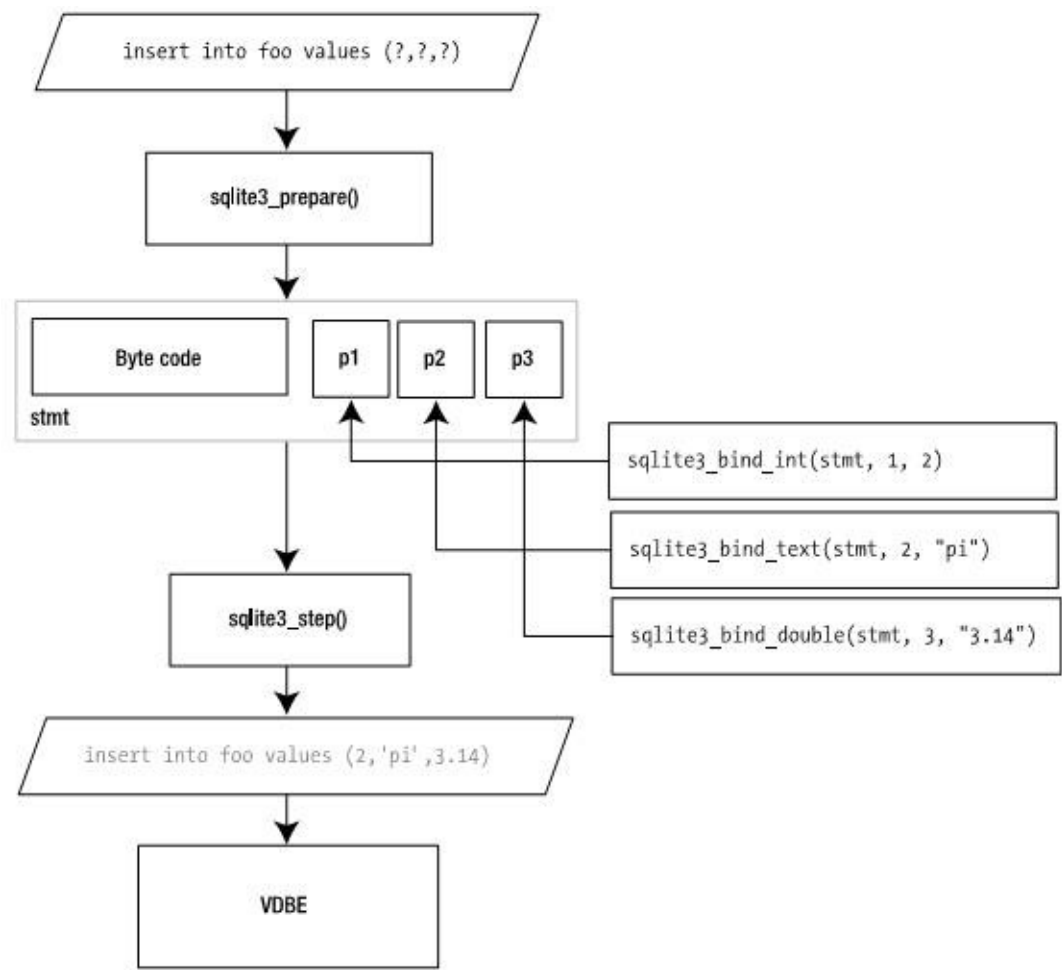 insert into foo values (?,?,?)
sqlite3_prepare()
Byte code
p1
p2
p3
stmt
sqlite3_bind_int(stmt, 1, 2)
sqlite3_bind_text(stmt, 2, "pi")
sqlite3_bind_double(stmt, 3, "3.14")
sqlite3_step()
insert into foo values (2,'pi',3.14)
VDBE